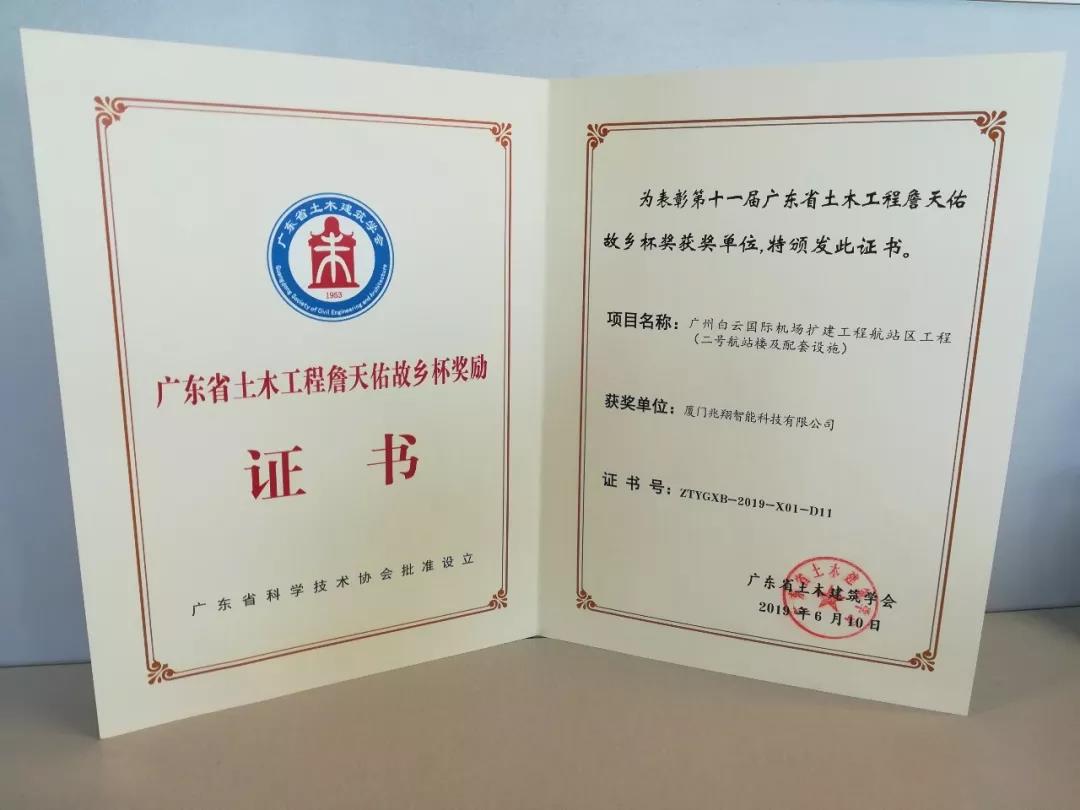 广东省土木建筑学会
1953
Guangdong Society of Civil Engineering and Architecture
广东省土木工程詹天佑故乡杯奖励
证 书
广东省科学技术协会批准设立
为表彰第十一届广东省土木工程詹天佑
故乡杯奖获奖单位,特颁发此证书。
项目名称：广州白云国际机场扩建工程航站区工程
（二号航站楼及配套设施）
获奖单位：厦门兆翔智能科技有限公司
证 书 号：ZTYGXB-2019-X01-D11
广东省土木建筑学会
2019 年 6 月 10 日